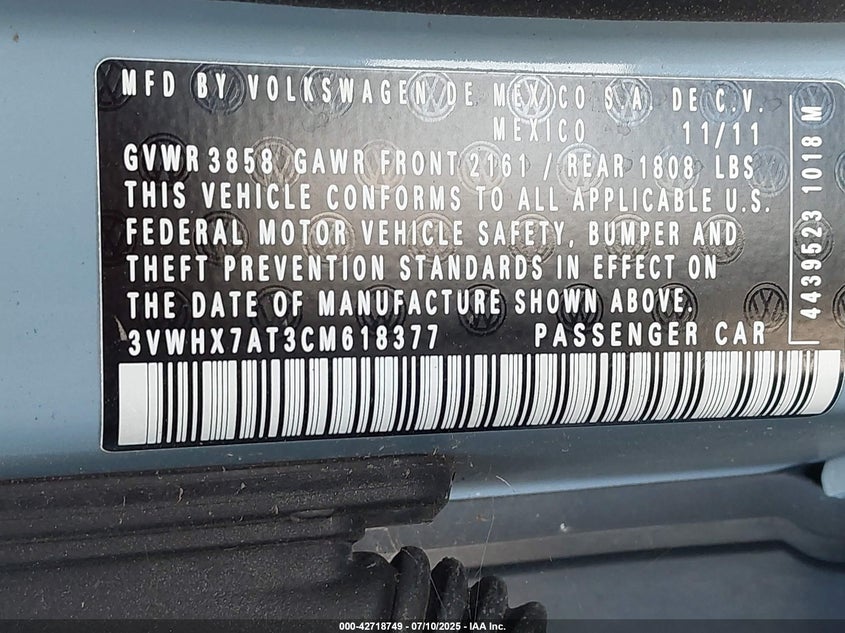 MFD BY VOLKSWAGEN DE MEXICO S.A. DE C.V.
MEXICO 11/11
GVWR 3858 GAWR FRONT 2161 / REAR 1808 LBS
THIS VEHICLE CONFORMS TO ALL APPLICABLE U.S.
FEDERAL MOTOR VEHICLE SAFETY, BUMPER AND
THEFT PREVENTION STANDARDS IN EFFECT ON
THE DATE OF MANUFACTURE SHOWN ABOVE.
3VWHX7AT3CM618377 PASSENGER CAR
4439523 1018 M
000-42718749 - 07/10/2025 - IAA Inc.